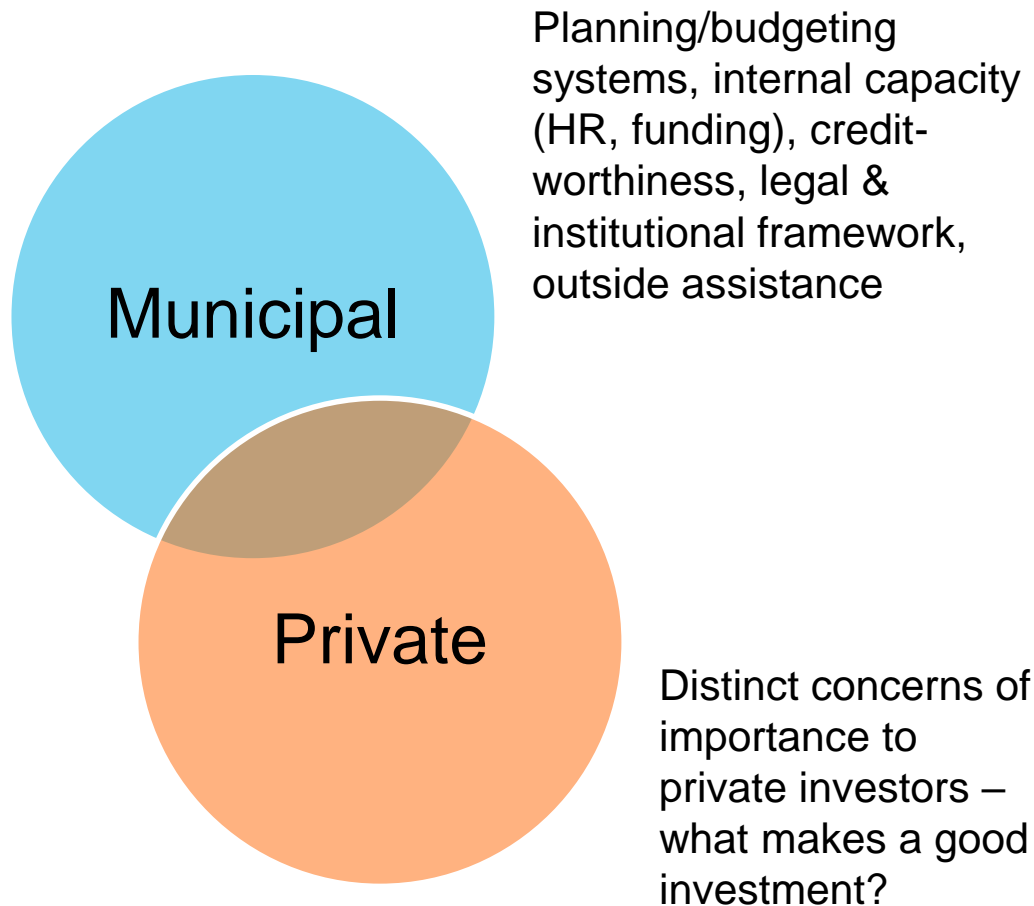 Planning/budgeting
systems, internal capacity
(HR, funding), credit-
worthiness, legal &
institutional framework,
outside assistance
Municipal
Private
Distinct concerns of
importance to
private investors –
what makes a good
investment?